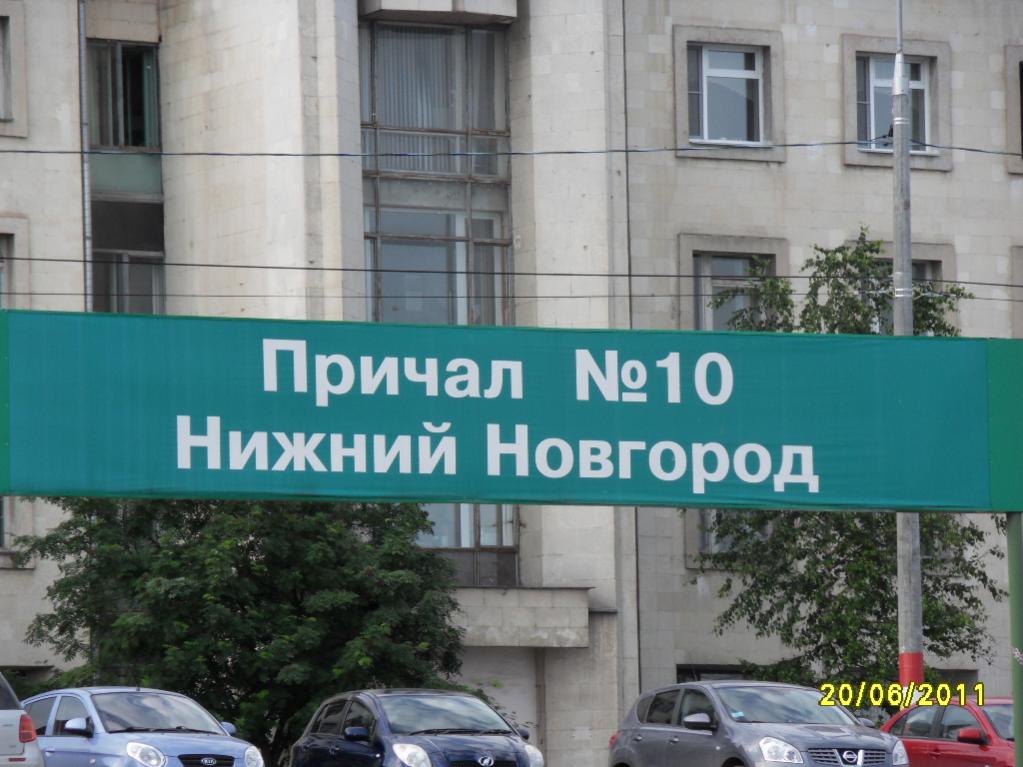 Причал №10
Нижний Новгород
20/06/2011